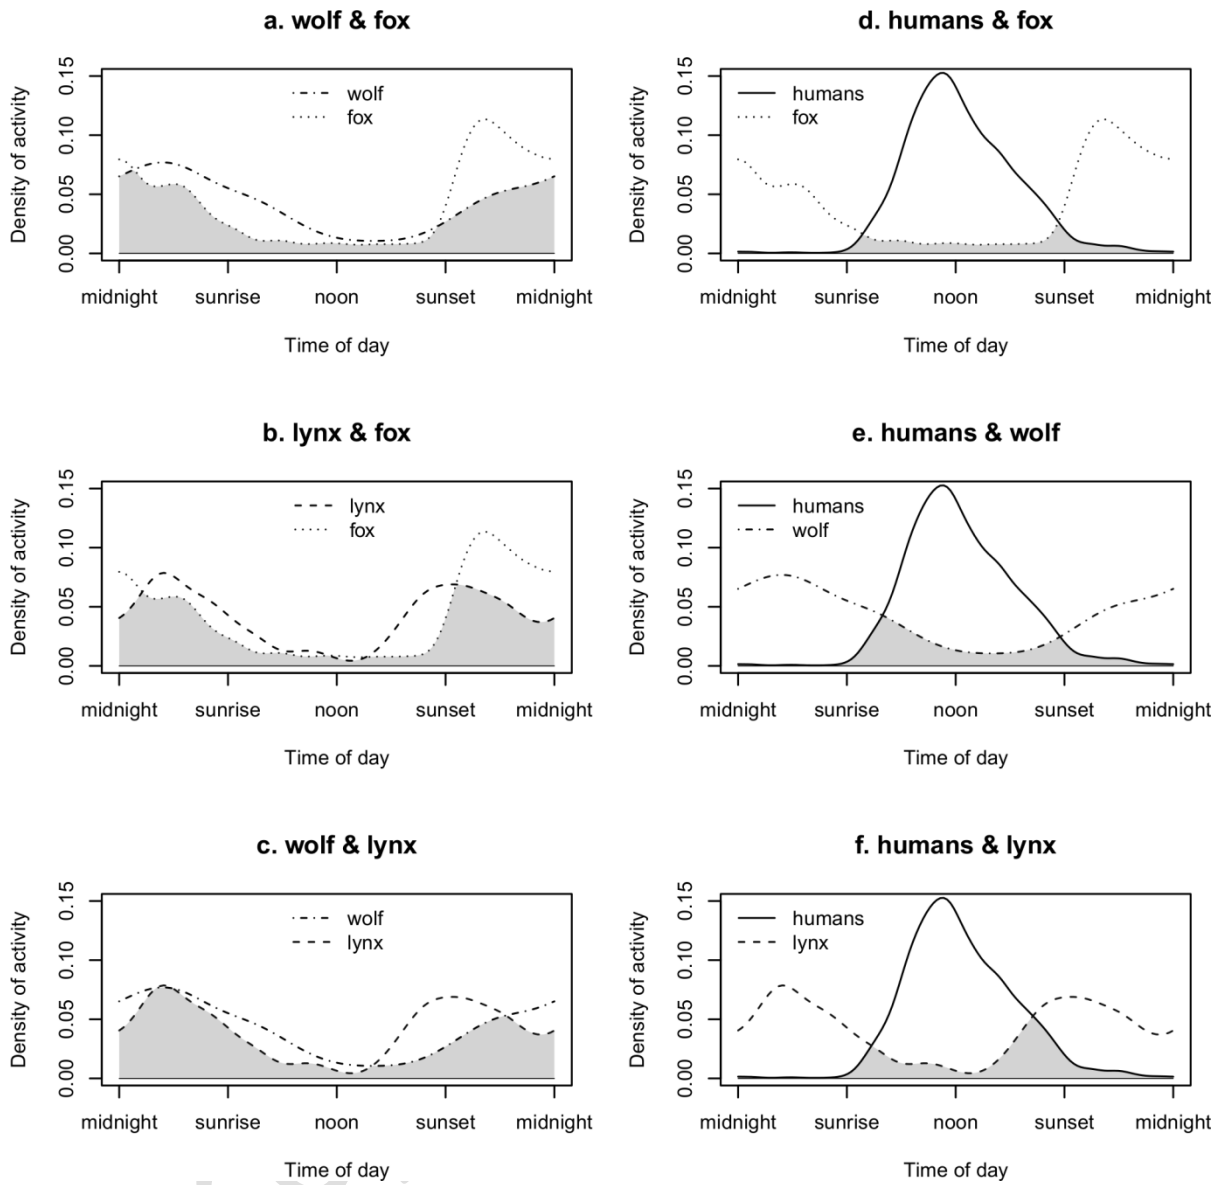 a. wolf & fox
Density of activity
0.15
0.10
0.05
0.00
wolf
fox
midnight sunrise noon sunset midnight
Time of day
b. lynx & fox
Density of activity
0.15
0.10
0.05
0.00
lynx
fox
midnight sunrise noon sunset midnight
Time of day
c. wolf & lynx
Density of activity
0.15
0.10
0.05
0.00
wolf
lynx
midnight sunrise noon sunset midnight
Time of day
d. humans & fox
Density of activity
0.15
0.10
0.05
0.00
humans
fox
midnight sunrise noon sunset midnight
Time of day
e. humans & wolf
Density of activity
0.15
0.10
0.05
0.00
humans
wolf
midnight sunrise noon sunset midnight
Time of day
f. humans & lynx
Density of activity
0.15
0.10
0.05
0.00
humans
lynx
midnight sunrise noon sunset midnight
Time of day